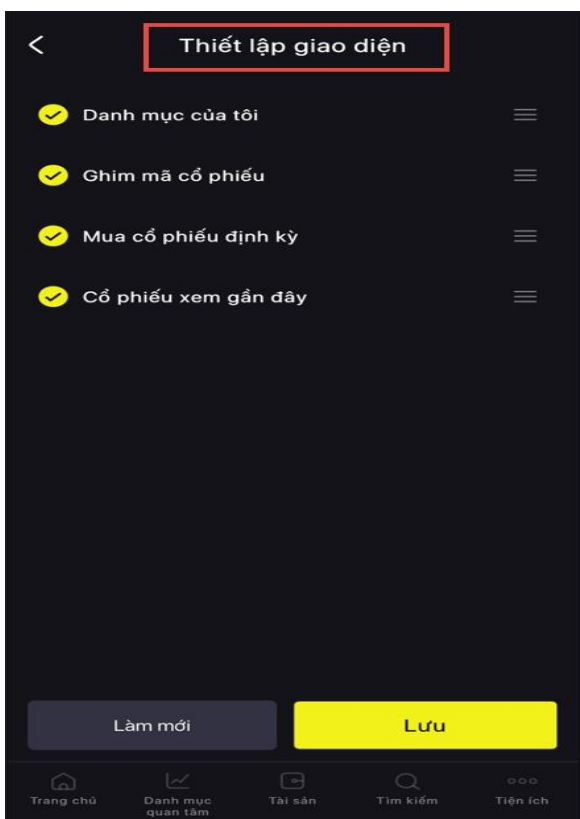 Thiết lập giao diện
Danh mục của tôi
Ghim mã cổ phiếu
Mua cổ phiếu định kỳ
Cổ phiếu xem gần đây
Làm mới
Lưu
Trang chủ
Danh mục
quan tâm
Tài sản
Tìm kiếm
Tiện ích